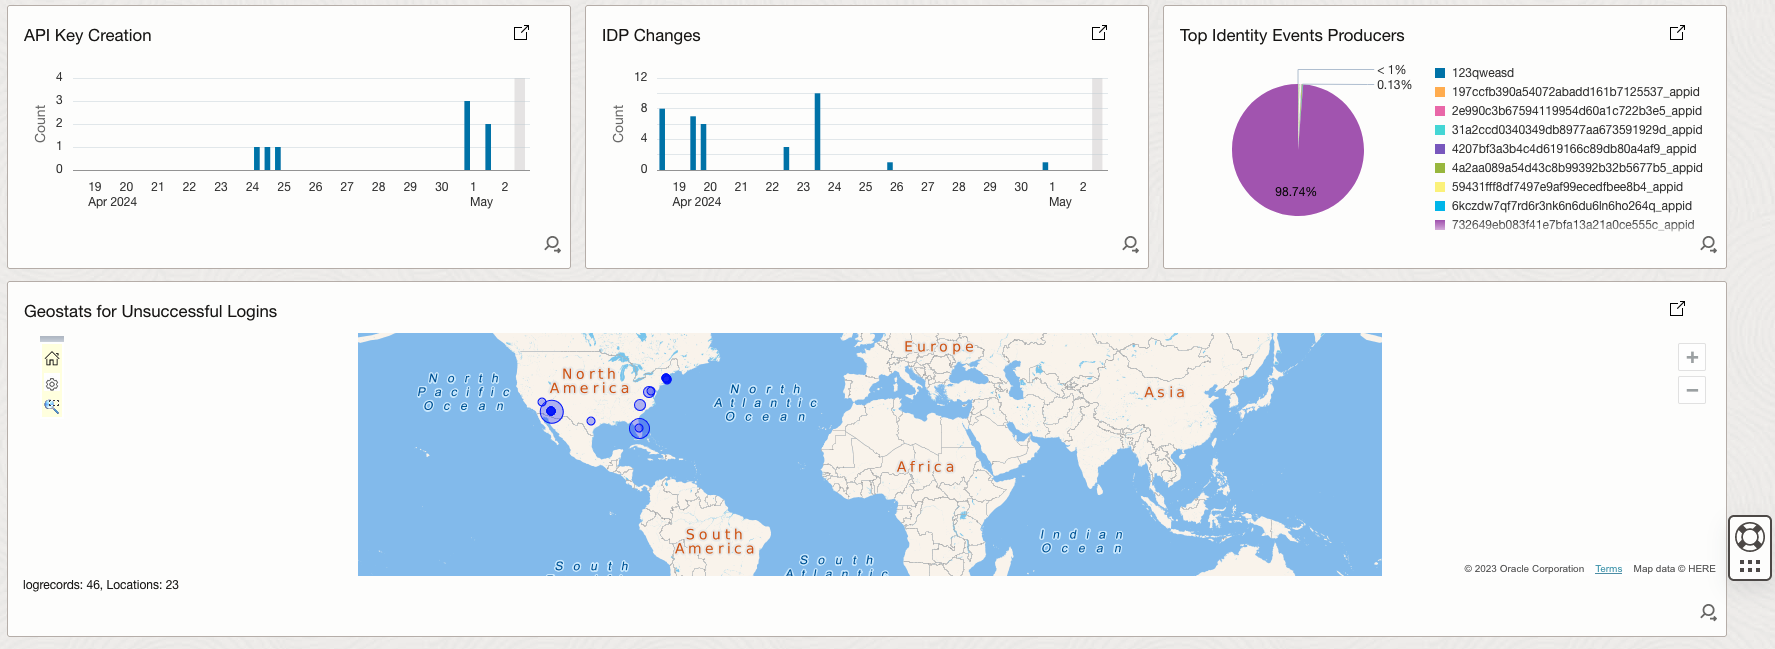 API Key Creation
4
3
2
1
0
Count
19 20 21 22 23 24 25 26 27 28 29 30 1 2
Apr 2024 May
IDP Changes
12
8
4
0
Count
19 20 21 22 23 24 25 26 27 28 29 30 1 2
Apr 2024 May
Top Identity Events Producers
< 1%
0.13%
98.74%
123qweasd
197ccfb390a54072abadd161b7125537_appid
2e990c3b67594119954d60a1c722b3e5_appid
31a2ccd0340349db8977aa673591929d_appid
4207bf3a3b4c4d619166c89db80a4af9_appid
4a2aa089a54d43c8b99392b32b5677b5_appid
59431fff8df7497e9af99ecedfbee8b4_appid
6kczdw7qf7rd6r3nk6n6du6ln6ho264q_appid
732649eb083f41e7bfa13a21a0ce555c_appid
Geostats for Unsuccessful Logins
North
Pacific
Ocean
North
America
North
Atlantic
Ocean
Europe
Asia
Africa
South
America
Indian
Ocean
South
South
Atlantic
+
−
© 2023 Oracle Corporation Terms Map data © HERE
logrecords: 46, Locations: 23